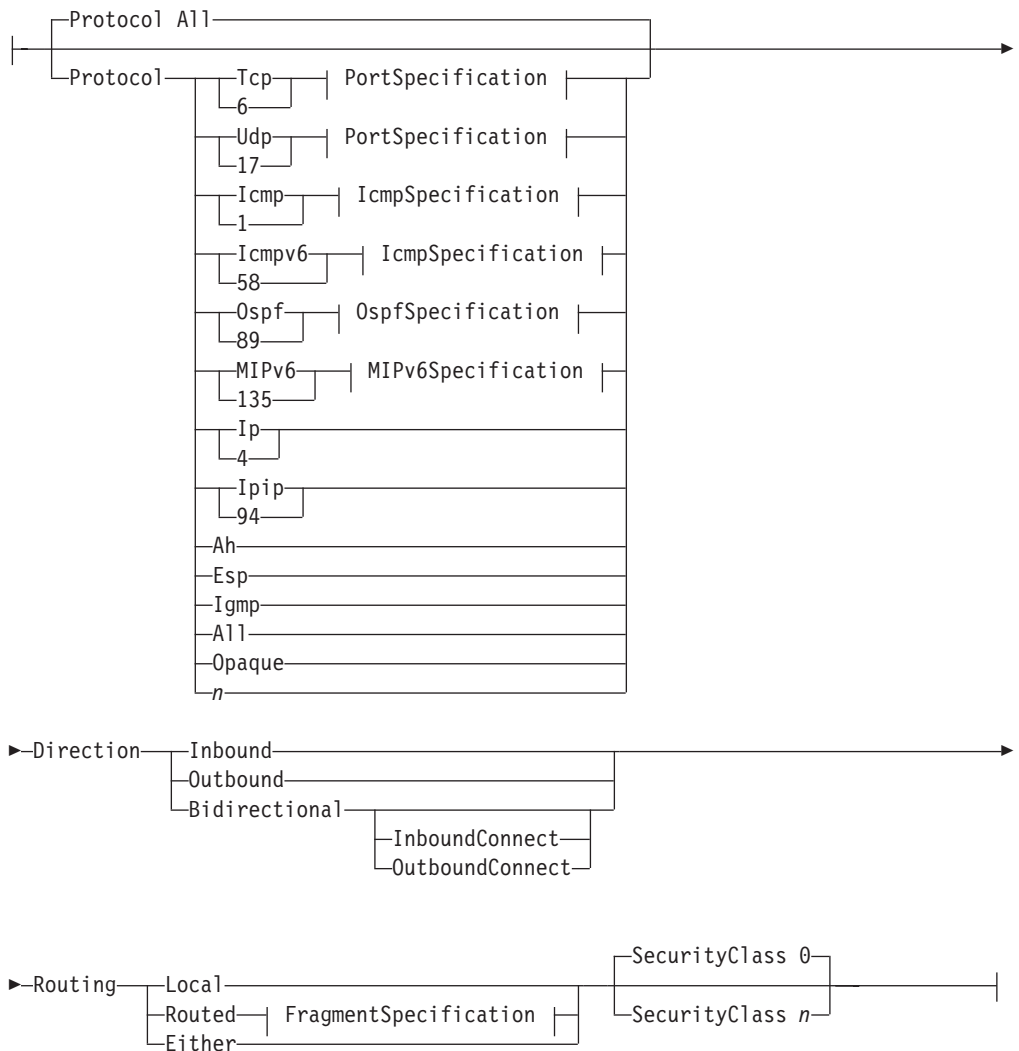 Protocol All
Protocol Tcp PortSpecification
6
Udp PortSpecification
17
Icmp IcmpSpecification
1
Icmpv6 IcmpSpecification
58
Ospf OspfSpecification
89
MIPv6 MIPv6Specification
135
Ip
4
Ipip
94
Ah
Esp
Igmp
All
Opaque
n
Direction Inbound
Outbound
Bidirectional
InboundConnect
OutboundConnect
SecurityClass 0
Routing Local
Routed FragmentSpecification SecurityClass n
Either